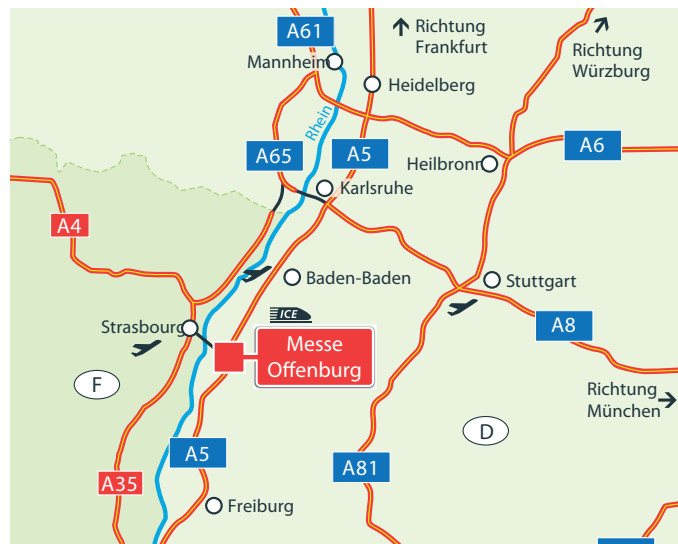 A61
Richtung
Frankfurt
Richtung
Würzburg
Mannheim
Heidelberg
Rhein
A65
A5
A6
Heilbronn
Karlsruhe
A4
Baden-Baden
Stuttgart
ICE
Strasbourg
A8
Messe
Offenburg
F
Richtung
München
D
A5
A81
A35
Freiburg